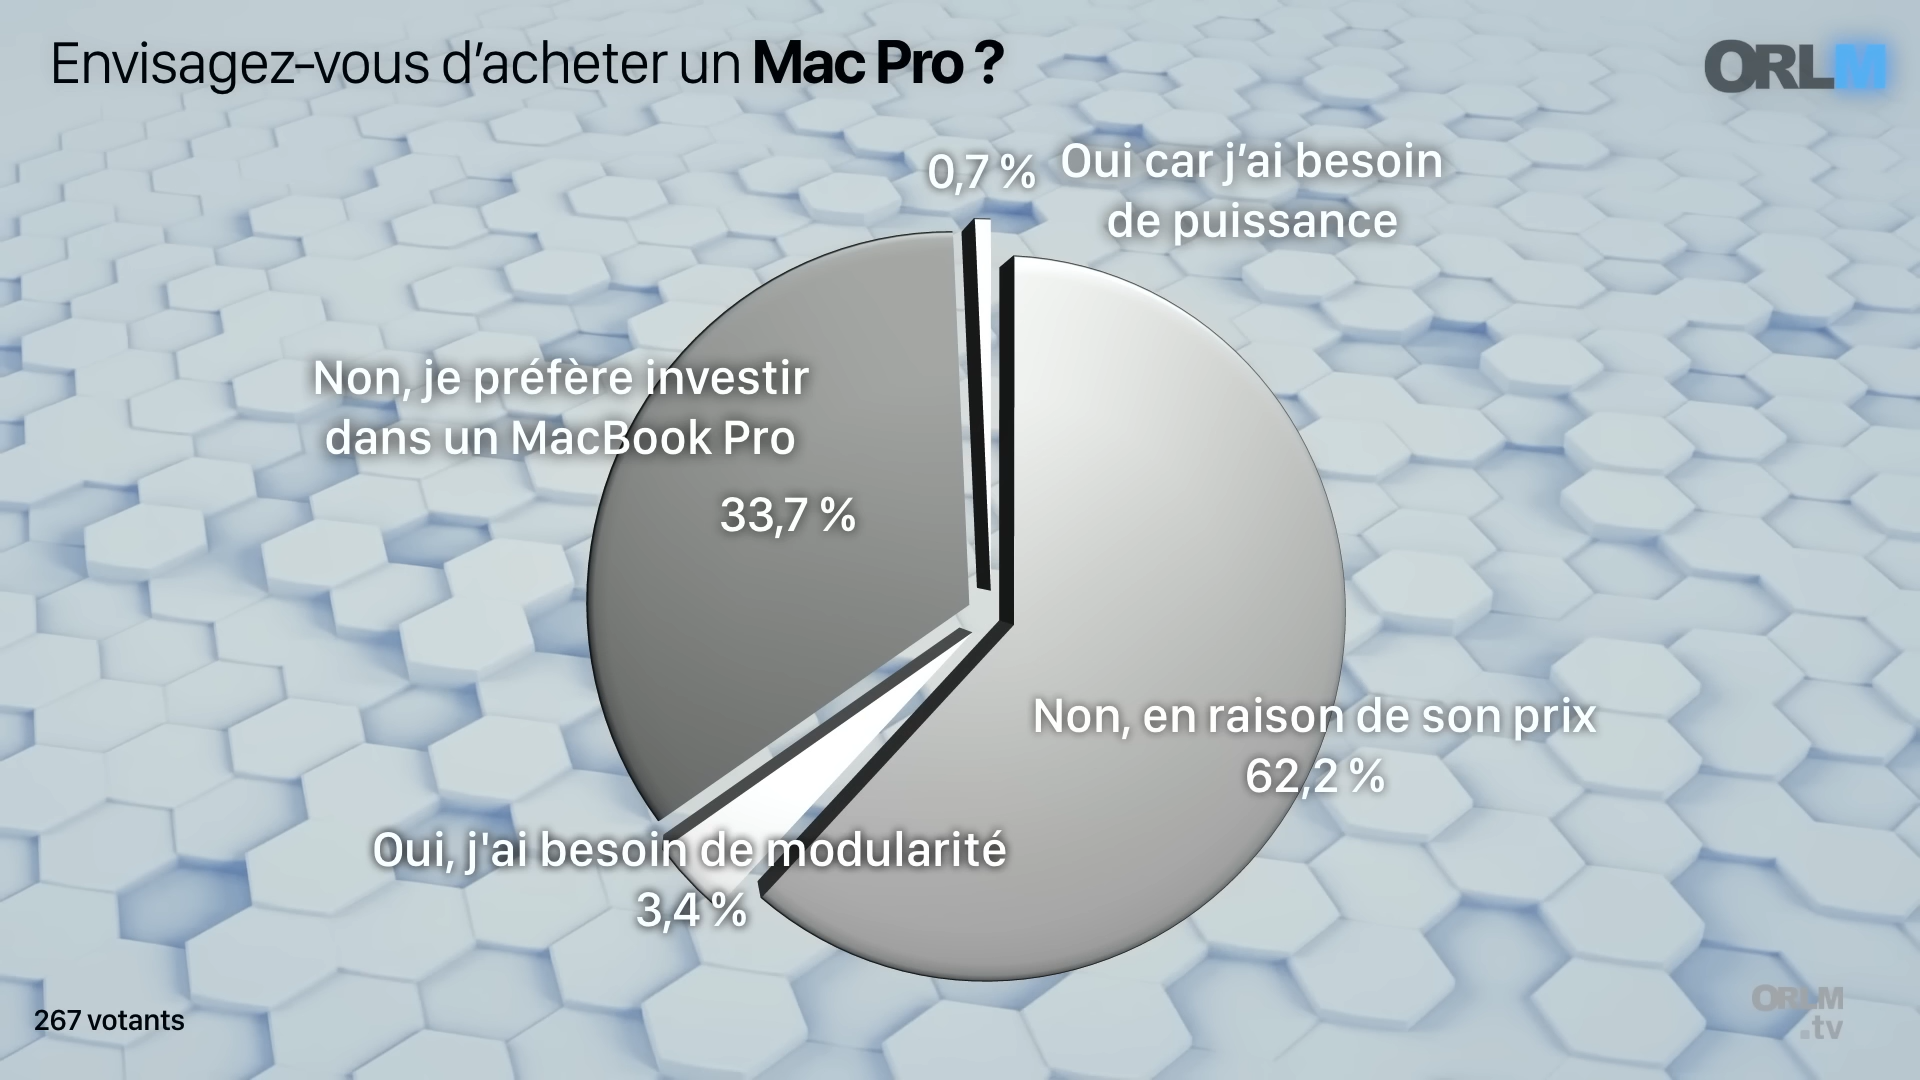 Envisagez-vous d’acheter un Mac Pro ?
ORLM
0,7 %
Oui car j’ai besoin
de puissance
Non, je préfère investir
dans un MacBook Pro
33,7 %
Non, en raison de son prix
62,2 %
Oui, j'ai besoin de modularité
3,4 %
267 votants
ORLM
.tv